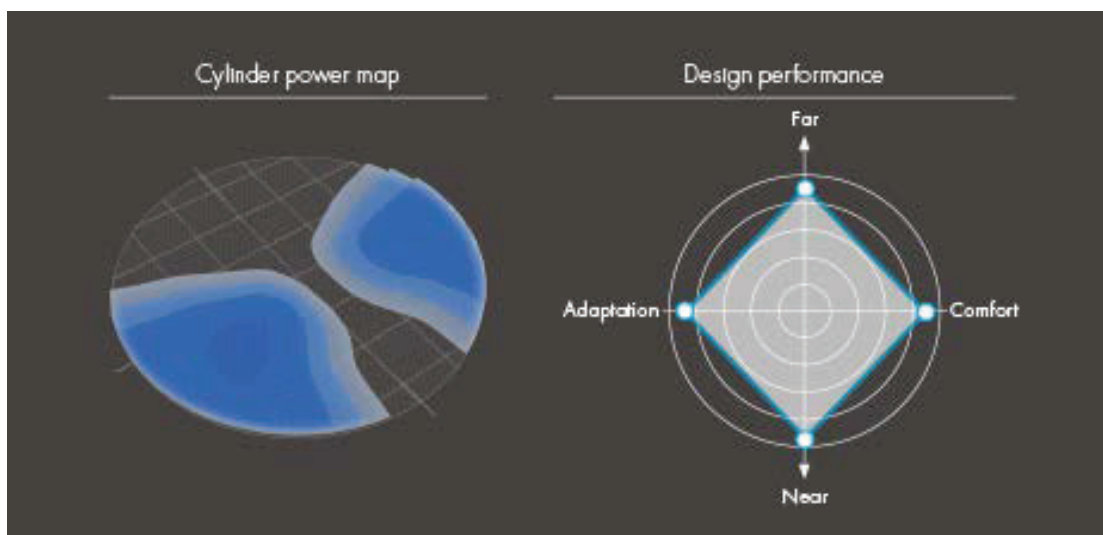 Cylinder power map
Design performance
Far
Adaptation
Comfort
Near